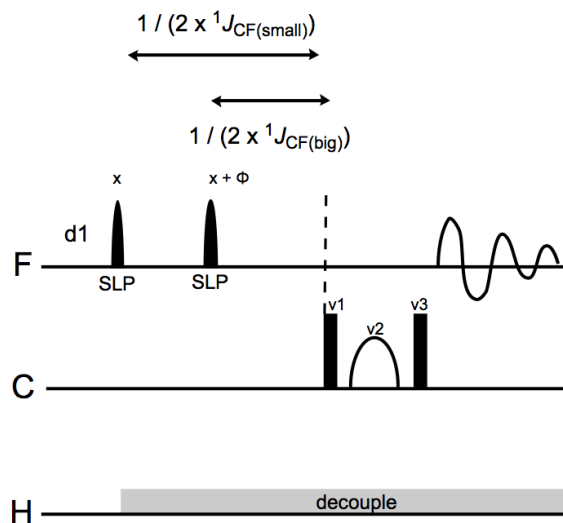 1 / (2 x ¹J_CF(small))
1 / (2 x ¹J_CF(big))
x
x + Φ
d1
F
SLP
SLP
v1
v2
v3
C
decouple
H